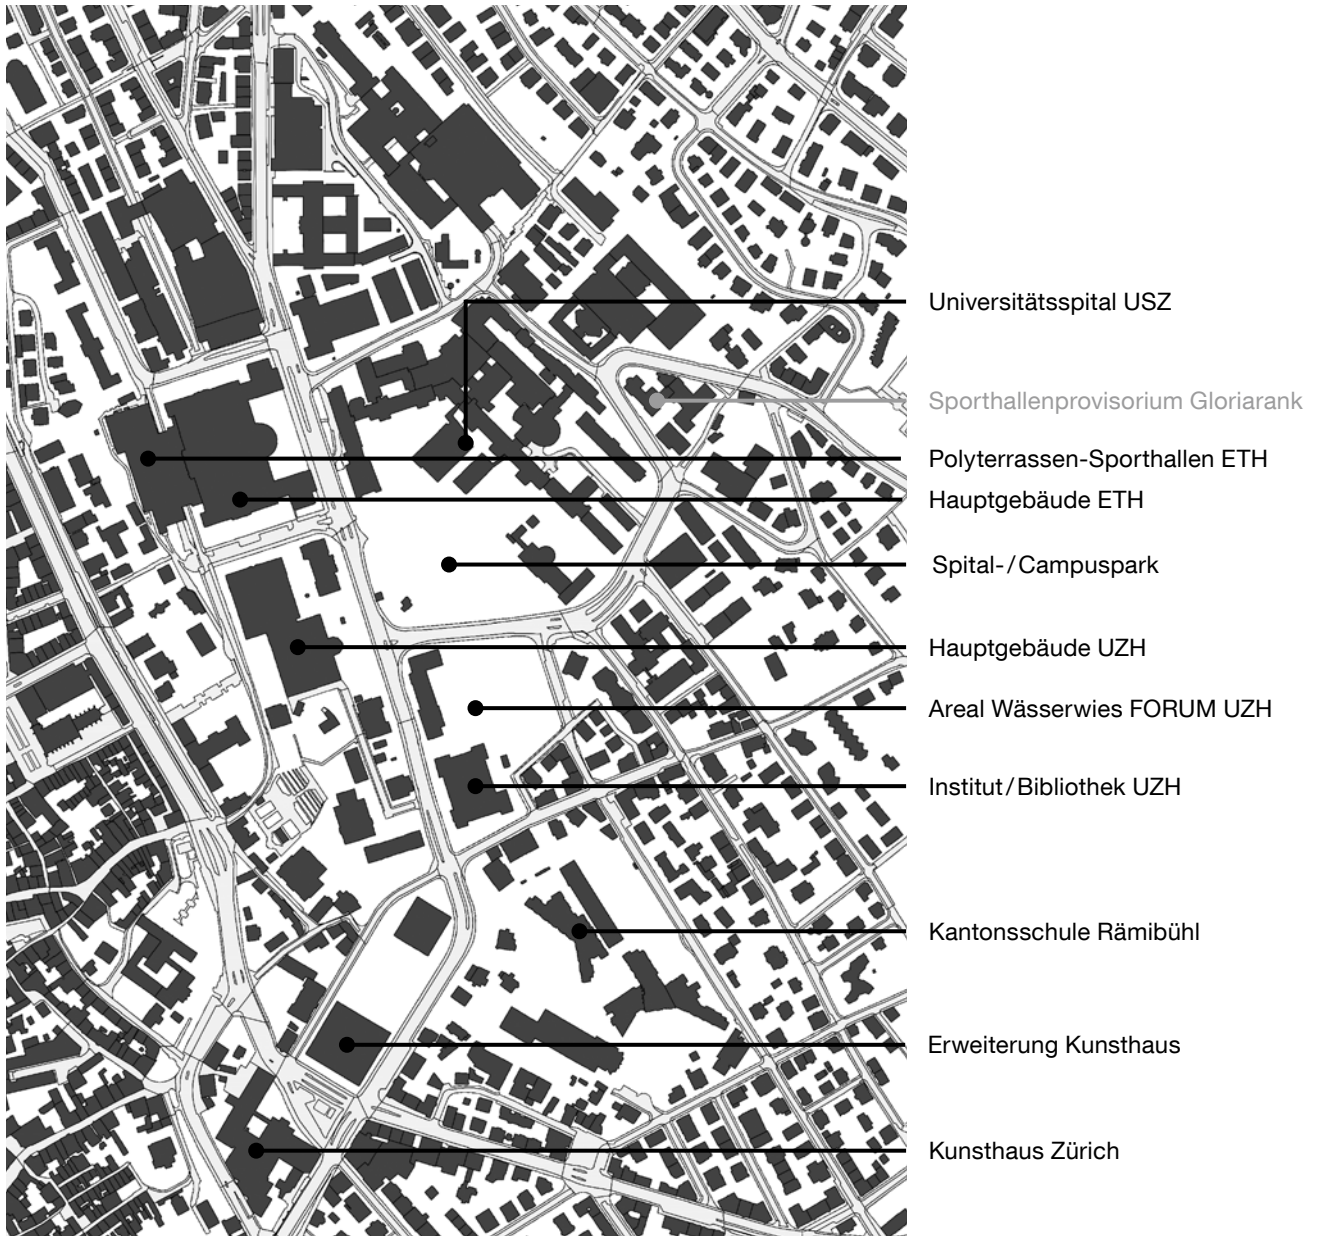 Universitätsspital USZ
Sporthallenprovisorium Gloriarank
Polyterrassen-Sporthallen ETH
Hauptgebäude ETH
Spital-/Campuspark
Hauptgebäude UZH
Areal Wässerwies FORUM UZH
Institut/Bibliothek UZH
Kantonsschule Rämibühl
Erweiterung Kunsthaus
Kunsthaus Zürich